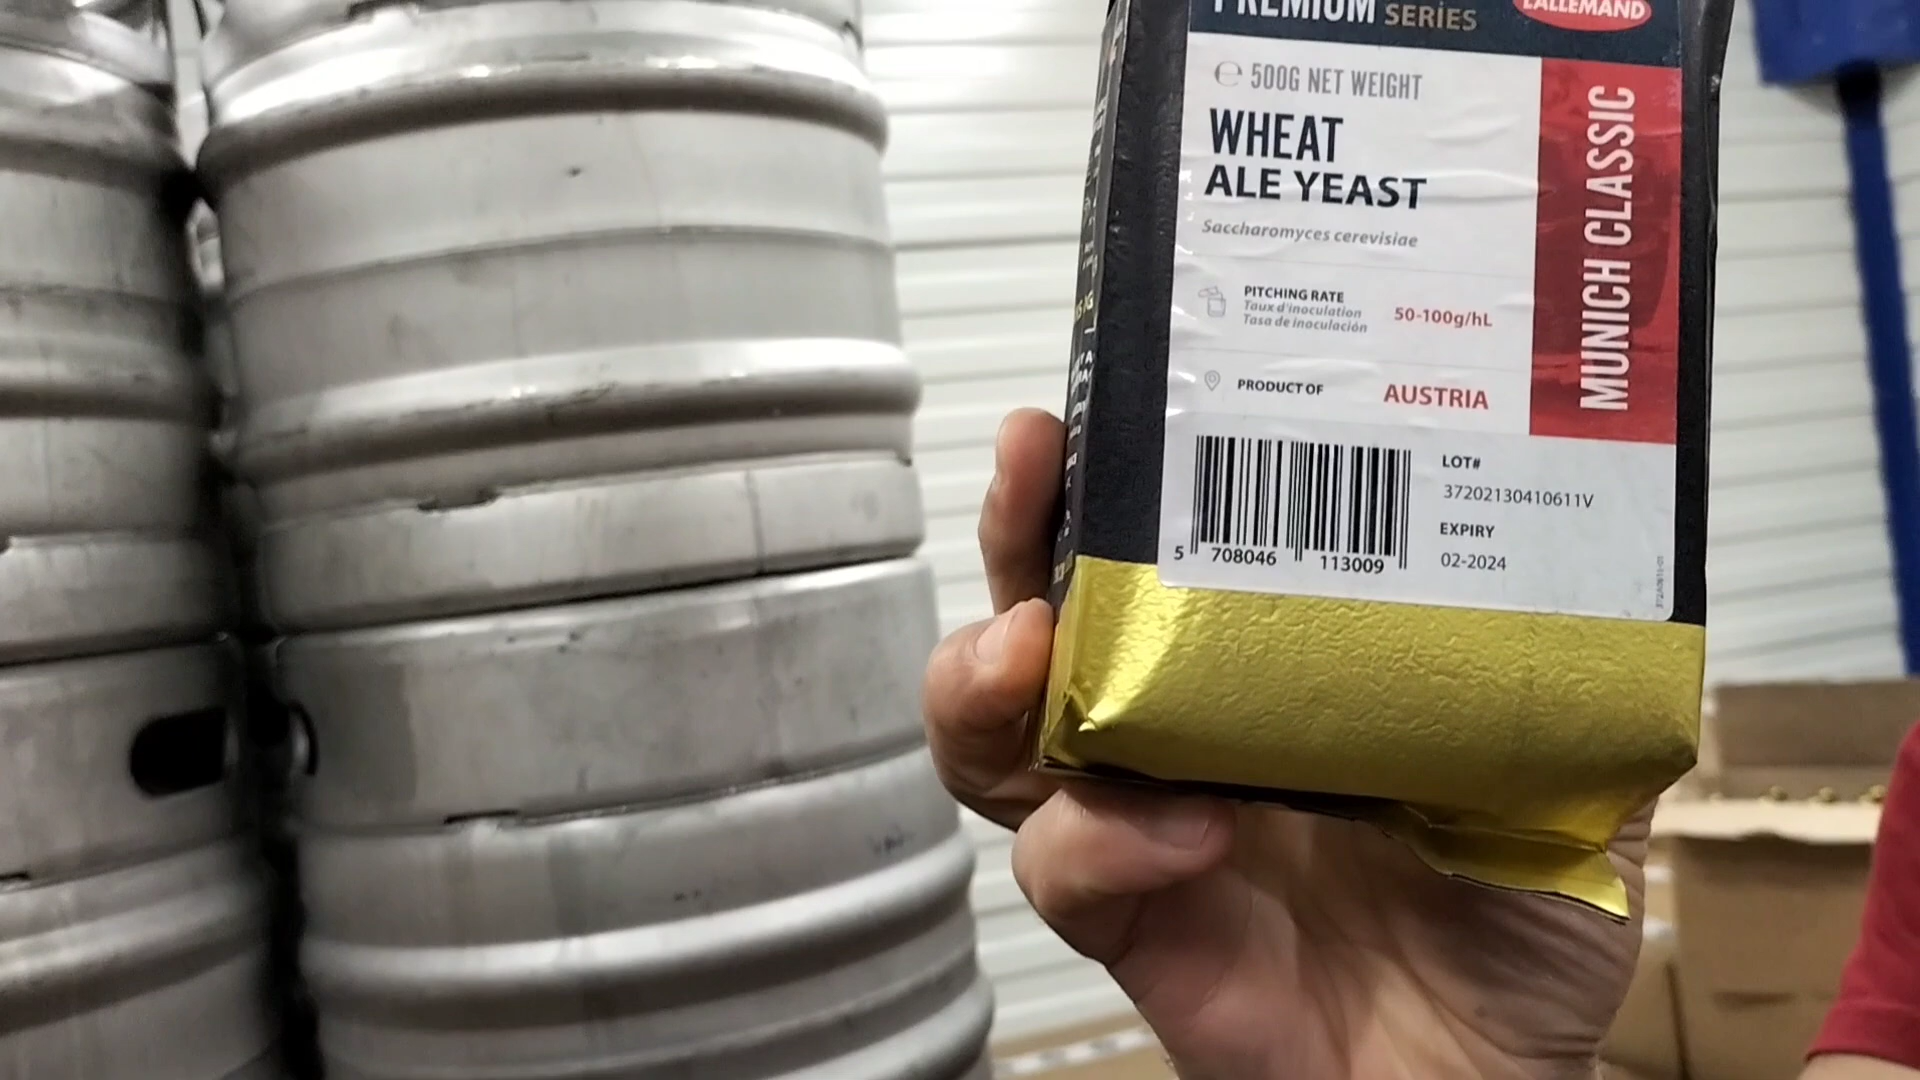 PREMIUM SERIES
LALLEMAND
℮ 500G NET WEIGHT
WHEAT
ALE YEAST
Saccharomyces cerevisiae
PITCHING RATE
Taux d'inoculation
Tasa de inoculación
50-100g/hL
PRODUCT OF
AUSTRIA
MUNICH CLASSIC
LOT#
37202130410611V
EXPIRY
02-2024
5 708046 113009